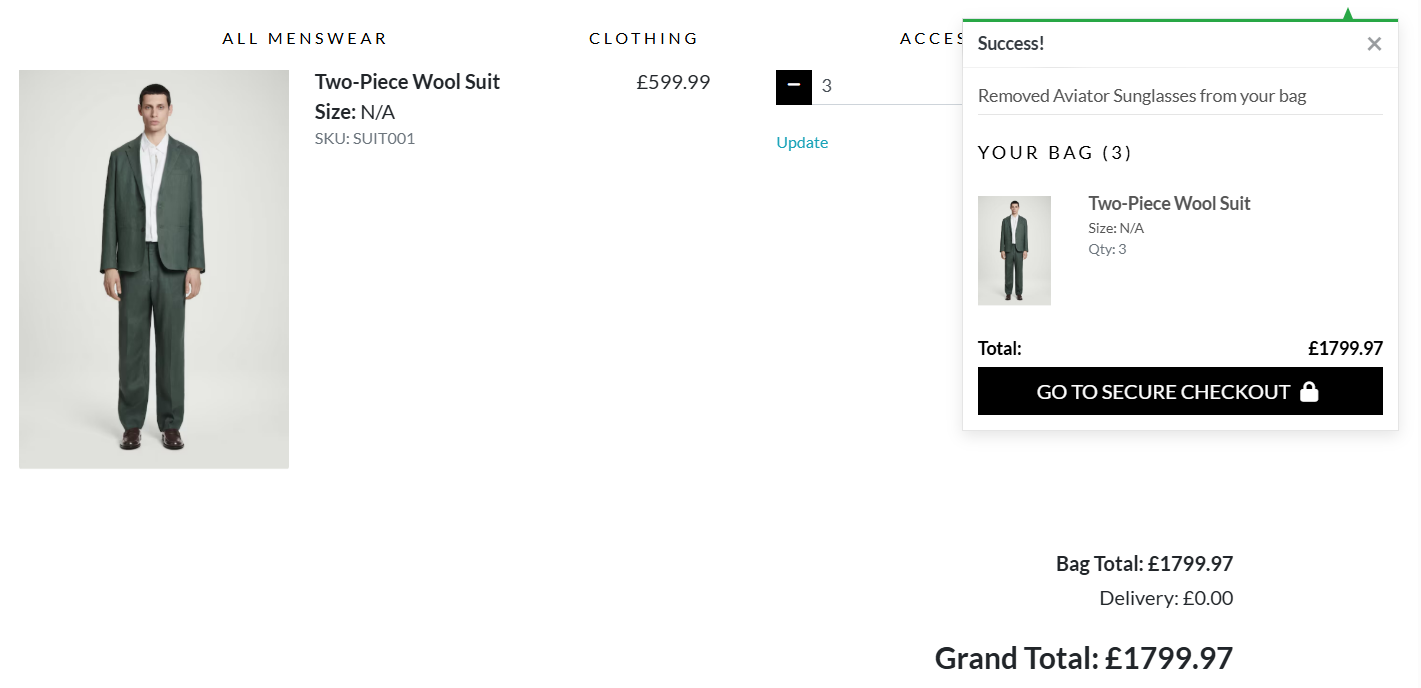 ALL MENSWEAR
CLOTHING
Two-Piece Wool Suit
£599.99
3
Size: N/A
SKU: SUIT001
Update
Success!
×
Removed Aviator Sunglasses from your bag
YOUR BAG (3)
Two-Piece Wool Suit
Size: N/A
Qty: 3
Total: £1799.97
GO TO SECURE CHECKOUT
Bag Total: £1799.97
Delivery: £0.00
Grand Total: £1799.97